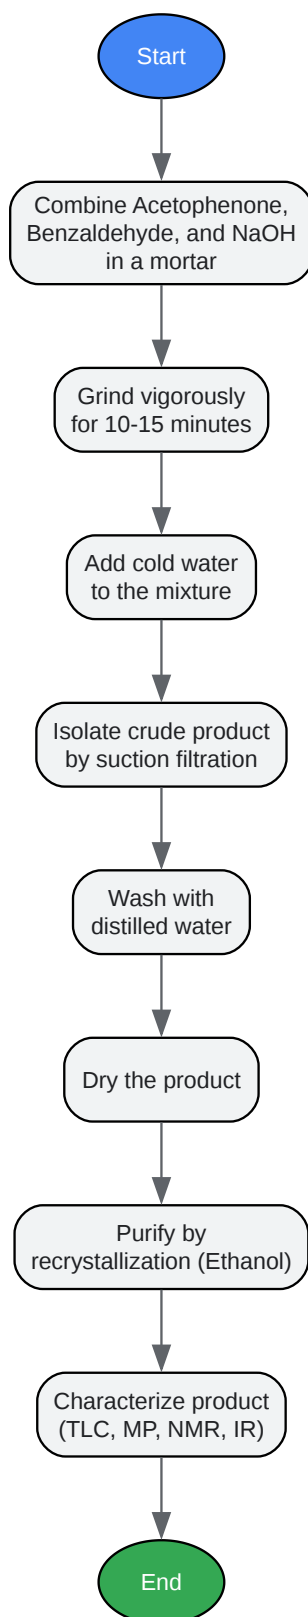 Start
Combine Acetophenone,
Benzaldehyde, and NaOH
in a mortar
Grind vigorously
for 10-15 minutes
Add cold water
to the mixture
Isolate crude product
by suction filtration
Wash with
distilled water
Dry the product
Purify by
recrystallization (Ethanol)
Characterize product
(TLC, MP, NMR, IR)
End